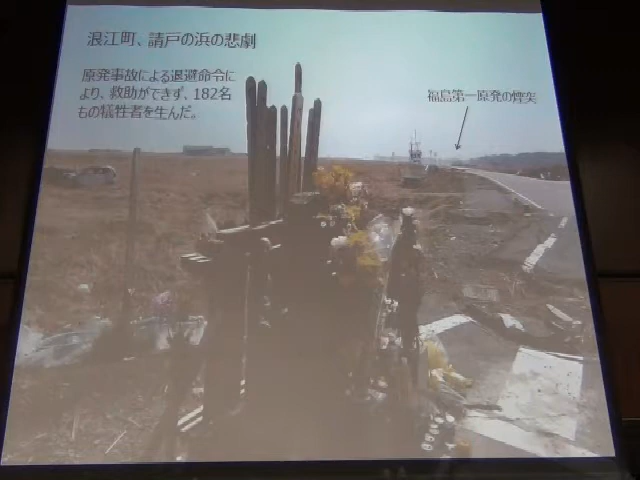 浪江町、請戸の浜の悲劇
原発事故による退避命令に
より、救助ができず、182名
もの犠牲者を生んだ。
福島第一原発の煙突